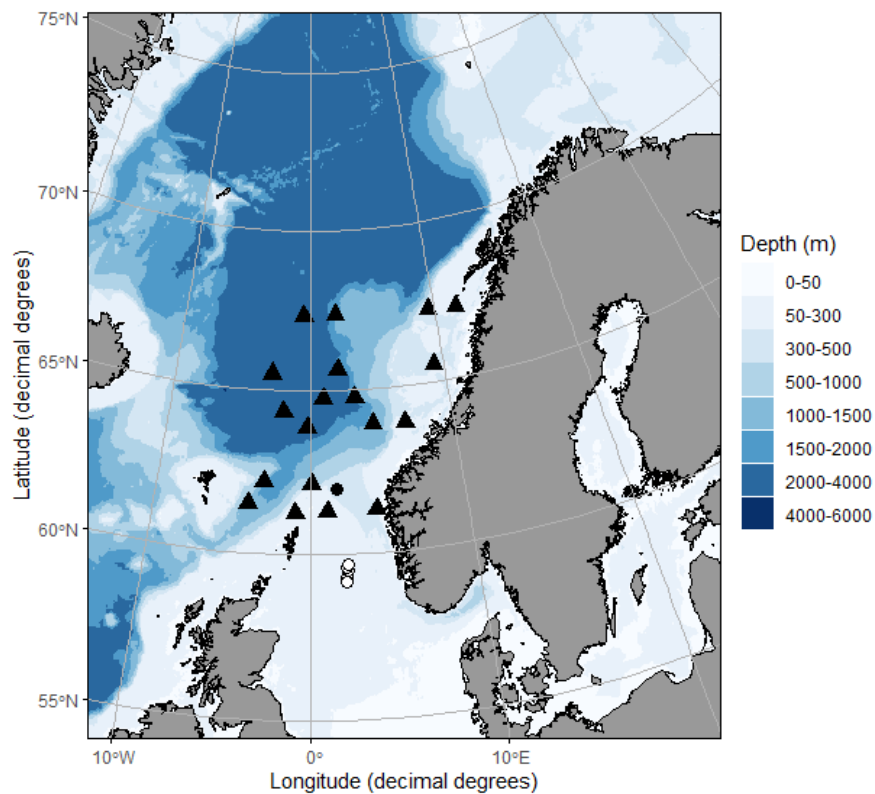 75°N
70°N
65°N
60°N
55°N
Latitude (decimal degrees)
10°W
0°
10°E
Longitude (decimal degrees)
Depth (m)
0-50
50-300
300-500
500-1000
1000-1500
1500-2000
2000-4000
4000-6000